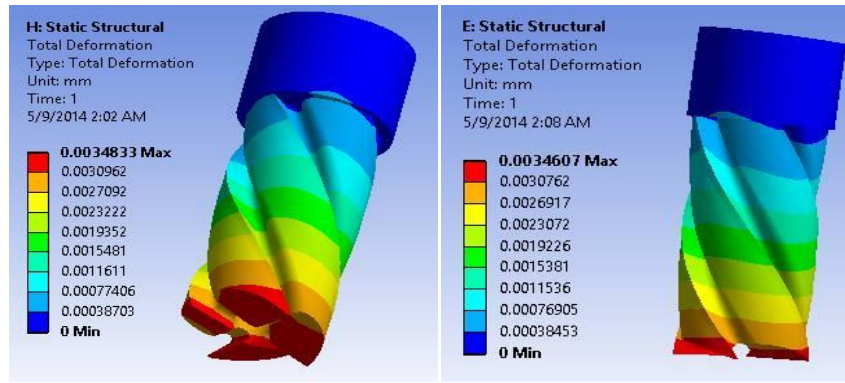 H: Static Structural
Total Deformation
Type: Total Deformation
Unit: mm
Time: 1
5/9/2014 2:02 AM
0.0034833 Max
0.0030962
0.0027092
0.0023222
0.0019352
0.0015481
0.0011611
0.00077406
0.00038703
0 Min
E: Static Structural
Total Deformation
Type: Total Deformation
Unit: mm
Time: 1
5/9/2014 2:08 AM
0.0034607 Max
0.0030762
0.0026917
0.0023072
0.0019226
0.0015381
0.0011536
0.00076905
0.00038453
0 Min